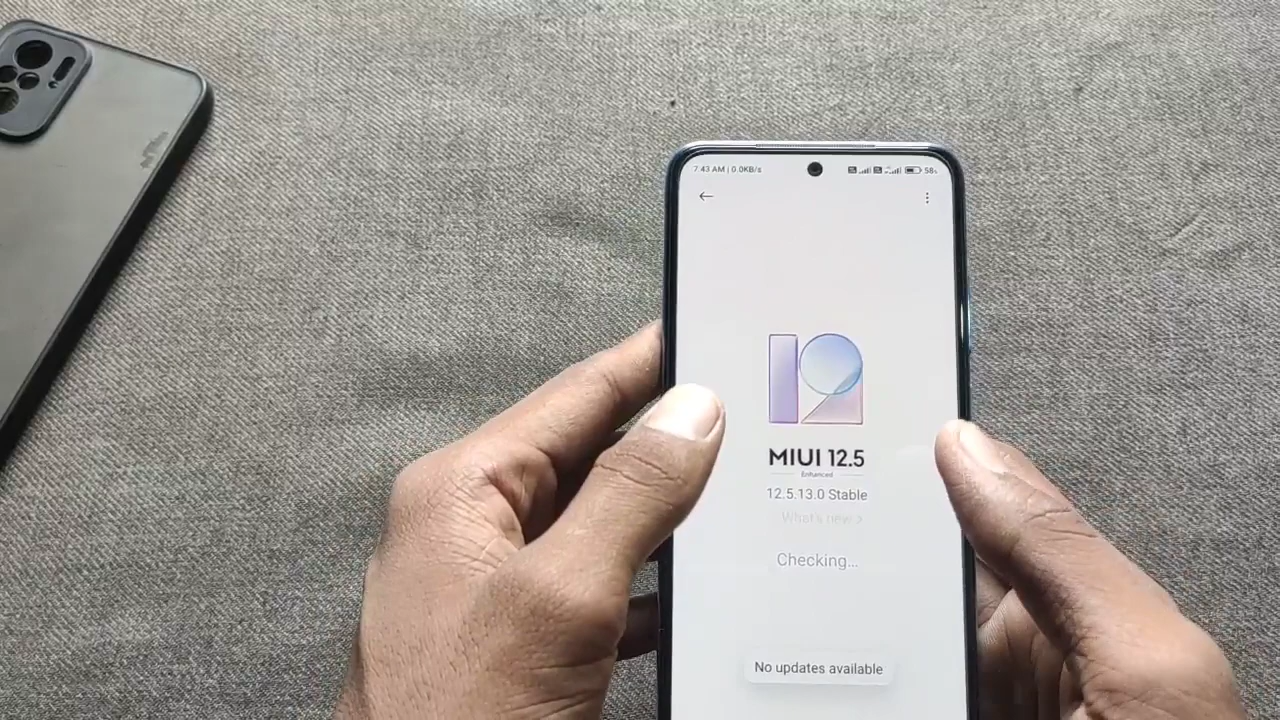 7:43 AM | 0.0KB/s
58
MIUI 12.5
Enhanced
12.5.13.0 Stable
What's new >
Checking...
No updates available